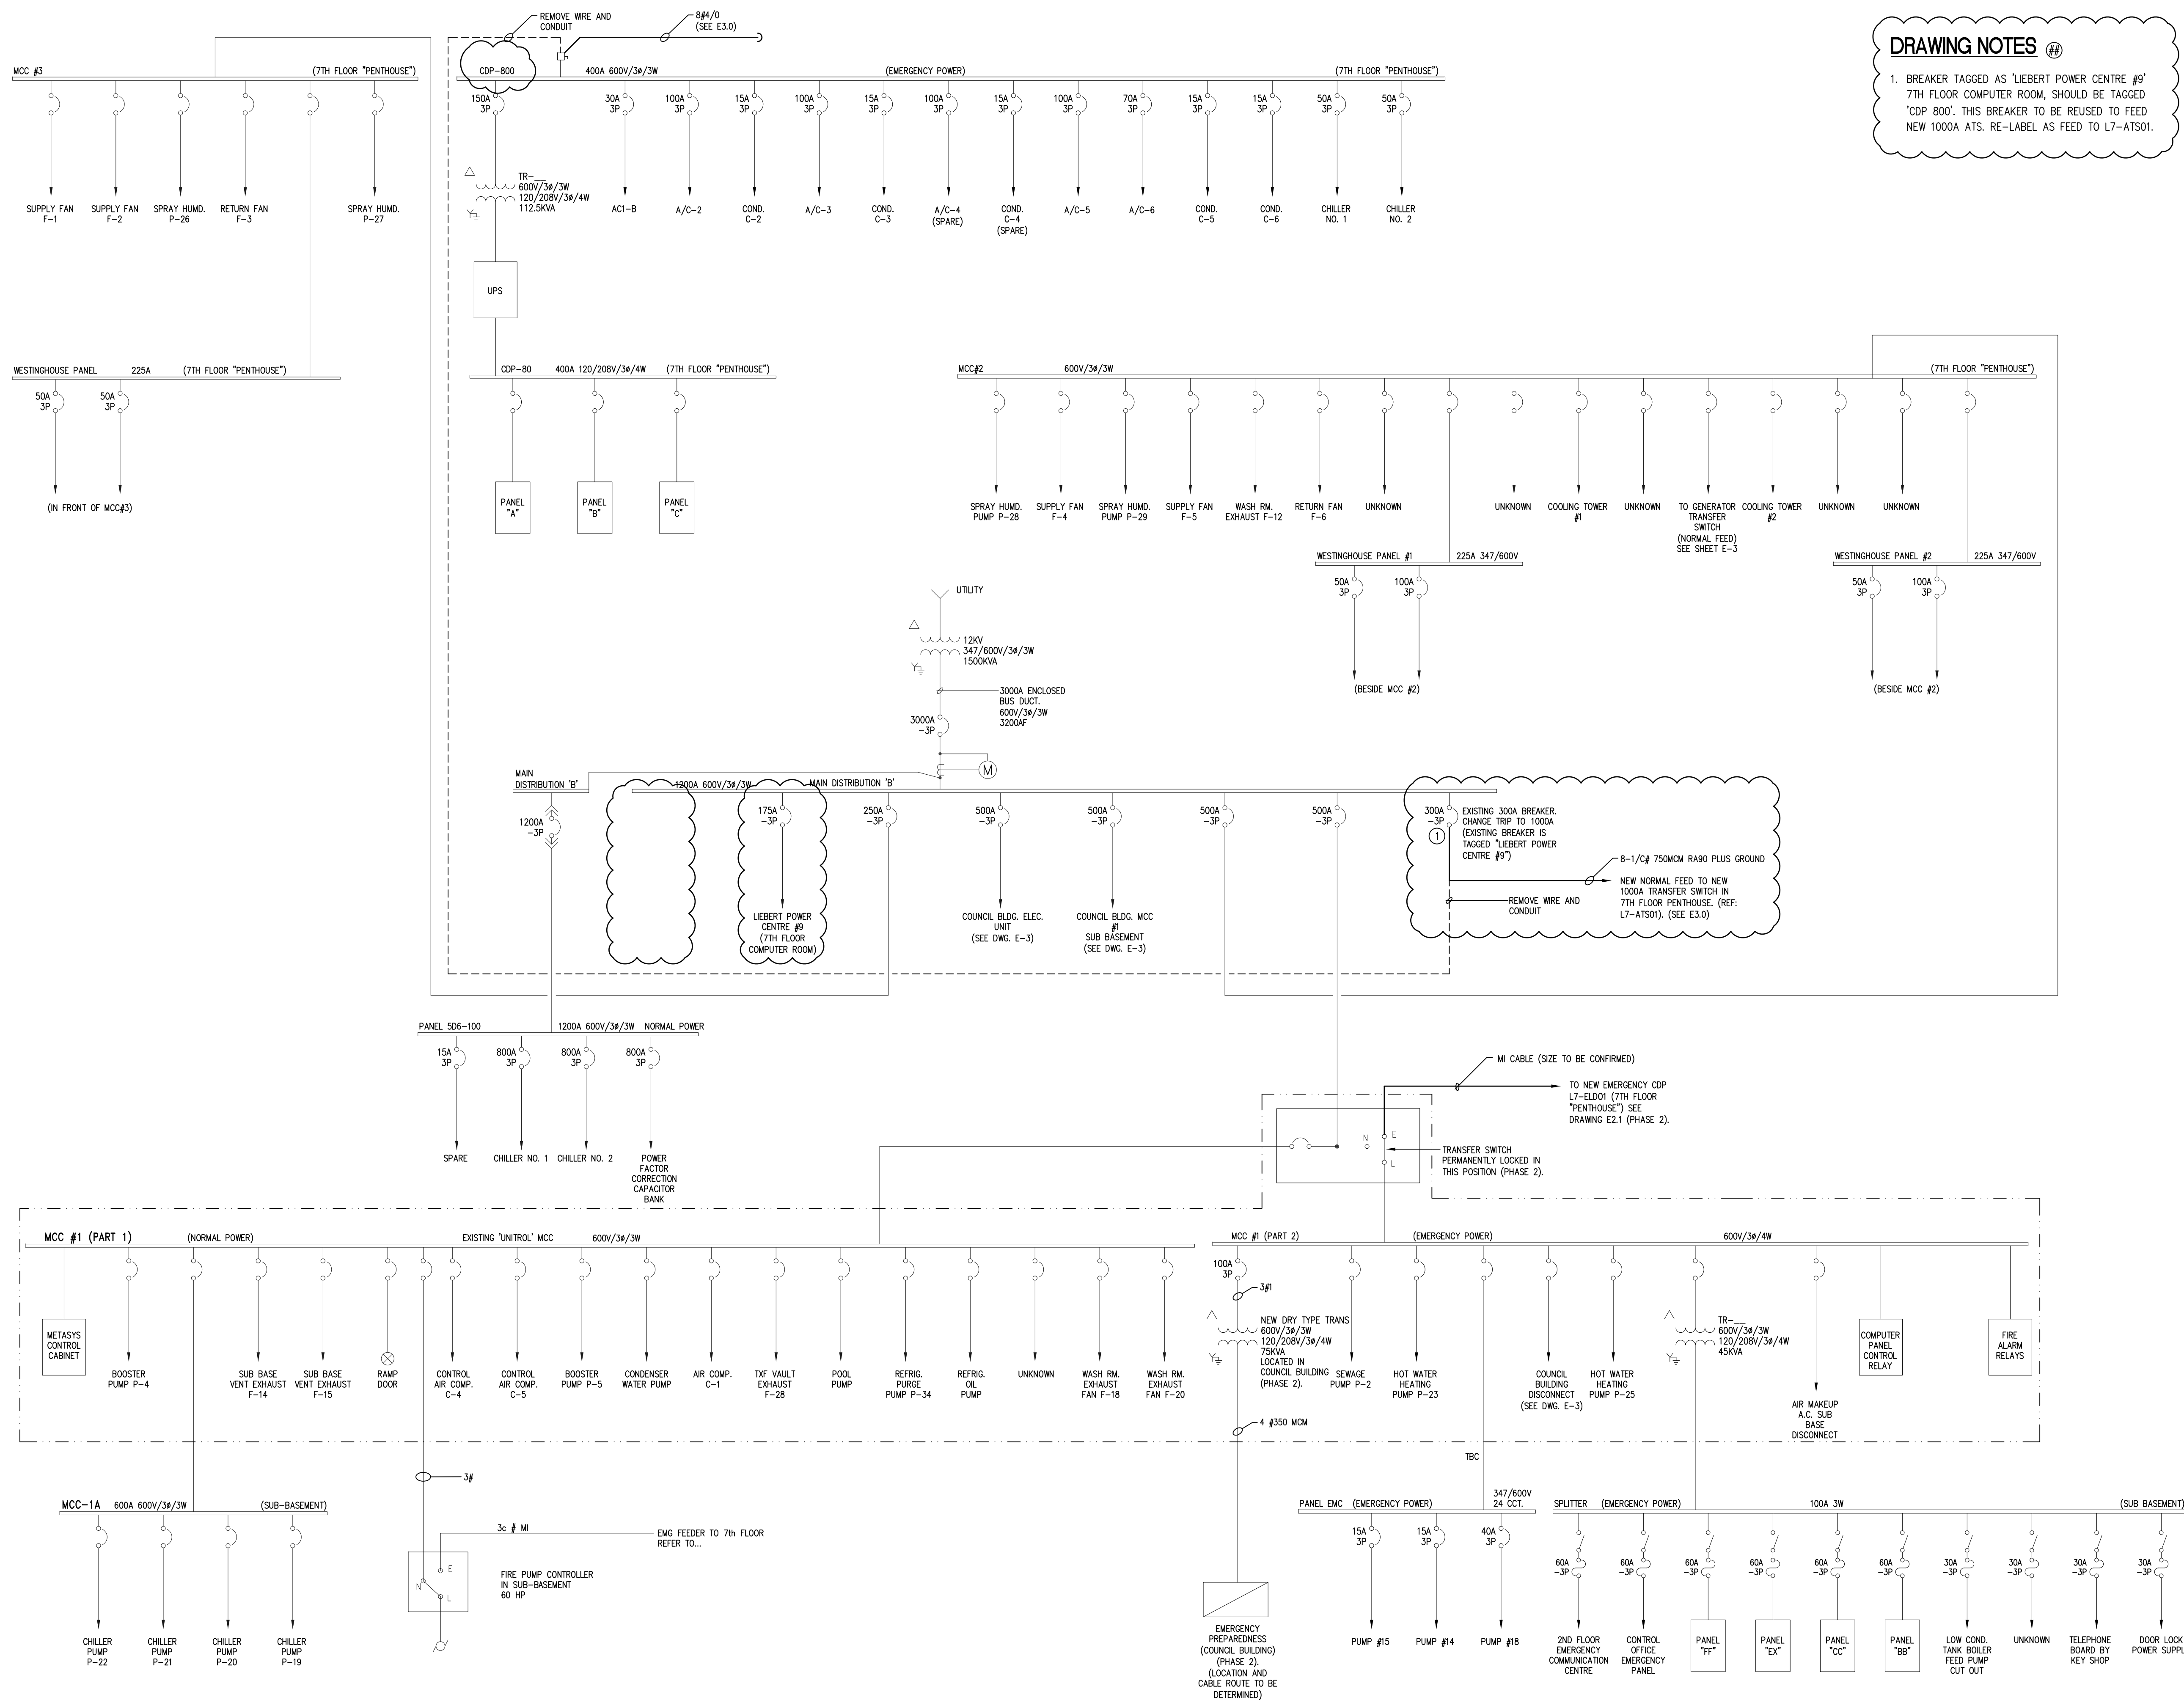 REMOVE WIRE AND
CONDUIT
8#4/0
(SEE E3.0)
DRAWING NOTES ##
1. BREAKER TAGGED AS 'LIEBERT POWER CENTRE #9'
7TH FLOOR COMPUTER ROOM, SHOULD BE TAGGED
'CDP 800'. THIS BREAKER TO BE REUSED TO FEED
NEW 1000A ATS. RE-LABEL AS FEED TO L7-ATS01.
MCC #3
(7TH FLOOR "PENTHOUSE")
SUPPLY FAN
F-1
SUPPLY FAN
F-2
SPRAY HUMD.
P-26
RETURN FAN
F-3
SPRAY HUMD.
P-27
CDP-800
400A 600V/3ø/3W
(EMERGENCY POWER)
(7TH FLOOR "PENTHOUSE")
150A
3P
30A
3P
100A
3P
15A
3P
100A
3P
15A
3P
100A
3P
15A
3P
100A
3P
70A
3P
15A
3P
15A
3P
50A
3P
50A
3P
TR-__
600V/3ø/3W
120/208V/3ø/4W
112.5KVA
Y
AC1-B
A/C-2
COND.
C-2
A/C-3
COND.
C-3
A/C-4
(SPARE)
COND.
C-4
(SPARE)
A/C-5
A/C-6
COND.
C-5
COND.
C-6
CHILLER
NO. 1
CHILLER
NO. 2
UPS
WESTINGHOUSE PANEL
225A
(7TH FLOOR "PENTHOUSE")
50A
3P
50A
3P
(IN FRONT OF MCC#3)
CDP-80
400A 120/208V/3ø/4W
(7TH FLOOR "PENTHOUSE")
PANEL
"A"
PANEL
"B"
PANEL
"C"
MCC#2
600V/3ø/3W
(7TH FLOOR "PENTHOUSE")
SPRAY HUMD.
PUMP P-28
SUPPLY FAN
F-4
SPRAY HUMD.
PUMP P-29
SUPPLY FAN
F-5
WASH RM.
EXHAUST F-12
RETURN FAN
F-6
UNKNOWN
UNKNOWN
COOLING TOWER
#1
UNKNOWN
TO GENERATOR
TRANSFER
SWITCH
(NORMAL FEED)
SEE SHEET E-3
COOLING TOWER
#2
UNKNOWN
UNKNOWN
WESTINGHOUSE PANEL #1
225A 347/600V
50A
3P
100A
3P
(BESIDE MCC #2)
WESTINGHOUSE PANEL #2
225A 347/600V
50A
3P
100A
3P
(BESIDE MCC #2)
UTILITY
12KV
347/600V/3ø/3W
1500KVA
Y
3000A ENCLOSED
BUS DUCT.
600V/3ø/3W
3200AF
3000A
-3P
M
MAIN
DISTRIBUTION 'B'
1200A 600V/3ø/3W
MAIN DISTRIBUTION 'B'
1200A
-3P
175A
-3P
250A
-3P
500A
-3P
500A
-3P
500A
-3P
500A
-3P
300A
-3P
1
EXISTING 300A BREAKER.
CHANGE TRIP TO 1000A
(EXISTING BREAKER IS
TAGGED "LIEBERT POWER
CENTRE #9")
8-1/C# 750MCM RA90 PLUS GROUND
NEW NORMAL FEED TO NEW
1000A TRANSFER SWITCH IN
7TH FLOOR PENTHOUSE. (REF:
L7-ATS01). (SEE E3.0)
REMOVE WIRE AND
CONDUIT
LIEBERT POWER
CENTRE #9
(7TH FLOOR
COMPUTER ROOM)
COUNCIL BLDG. ELEC.
UNIT
(SEE DWG. E-3)
COUNCIL BLDG. MCC
#1
SUB BASEMENT
(SEE DWG. E-3)
PANEL 5D6-100
1200A 600V/3ø/3W
NORMAL POWER
15A
3P
800A
3P
800A
3P
800A
3P
SPARE
CHILLER NO. 1
CHILLER NO. 2
POWER
FACTOR
CORRECTION
CAPACITOR
BANK
MI CABLE (SIZE TO BE CONFIRMED)
TO NEW EMERGENCY CDP
L7-ELD01 (7TH FLOOR
"PENTHOUSE") SEE
DRAWING E2.1 (PHASE 2).
N
E
L
TRANSFER SWITCH
PERMANENTLY LOCKED IN
THIS POSITION (PHASE 2).
MCC #1 (PART 1)
(NORMAL POWER)
EXISTING 'UNITROL' MCC
600V/3ø/3W
METASYS
CONTROL
CABINET
BOOSTER
PUMP P-4
SUB BASE
VENT EXHAUST
F-14
SUB BASE
VENT EXHAUST
F-15
RAMP
DOOR
CONTROL
AIR COMP.
C-4
CONTROL
AIR COMP.
C-5
BOOSTER
PUMP P-5
CONDENSER
WATER PUMP
AIR COMP.
C-1
TXF VAULT
EXHAUST
F-28
POOL
PUMP
REFRIG.
PURGE
PUMP P-34
REFRIG.
OIL
PUMP
UNKNOWN
WASH RM.
EXHAUST
FAN F-18
WASH RM.
EXHAUST
FAN F-20
MCC #1 (PART 2)
(EMERGENCY POWER)
600V/3ø/4W
100A
3P
3#1
NEW DRY TYPE TRANS
600V/3ø/3W
120/208V/3ø/4W
75KVA
LOCATED IN
COUNCIL BUILDING
(PHASE 2).
Y
4 #350 MCM
SEWAGE
PUMP P-2
HOT WATER
HEATING
PUMP P-23
COUNCIL
BUILDING
DISCONNECT
(SEE DWG. E-3)
HOT WATER
HEATING
PUMP P-25
TR-__
600V/3ø/3W
120/208V/3ø/4W
45KVA
Y
AIR MAKEUP
A.C. SUB
BASE
DISCONNECT
COMPUTER
PANEL
CONTROL
RELAY
FIRE
ALARM
RELAYS
TBC
3#
MCC-1A
600A 600V/3ø/3W
(SUB-BASEMENT)
CHILLER
PUMP
P-22
CHILLER
PUMP
P-21
CHILLER
PUMP
P-20
CHILLER
PUMP
P-19
3c # MI
EMG FEEDER TO 7th FLOOR
REFER TO...
N
E
L
FIRE PUMP CONTROLLER
IN SUB-BASEMENT
60 HP
EMERGENCY
PREPAREDNESS
(COUNCIL BUILDING)
(PHASE 2).
(LOCATION AND
CABLE ROUTE TO BE
DETERMINED)
PANEL EMC
(EMERGENCY POWER)
347/600V
24 CCT.
15A
3P
15A
3P
40A
3P
PUMP #15
PUMP #14
PUMP #18
SPLITTER
(EMERGENCY POWER)
100A 3W
(SUB BASEMENT)
60A
-3P
60A
-3P
60A
-3P
60A
-3P
60A
-3P
60A
-3P
30A
-3P
30A
-3P
30A
-3P
30A
-3P
2ND FLOOR
EMERGENCY
COMMUNICATION
CENTRE
CONTROL
OFFICE
EMERGENCY
PANEL
PANEL
"FF"
PANEL
"EX"
PANEL
"CC"
PANEL
"BB"
LOW COND.
TANK BOILER
FEED PUMP
CUT OUT
UNKNOWN
TELEPHONE
BOARD BY
KEY SHOP
DOOR LOCK
POWER SUPPL